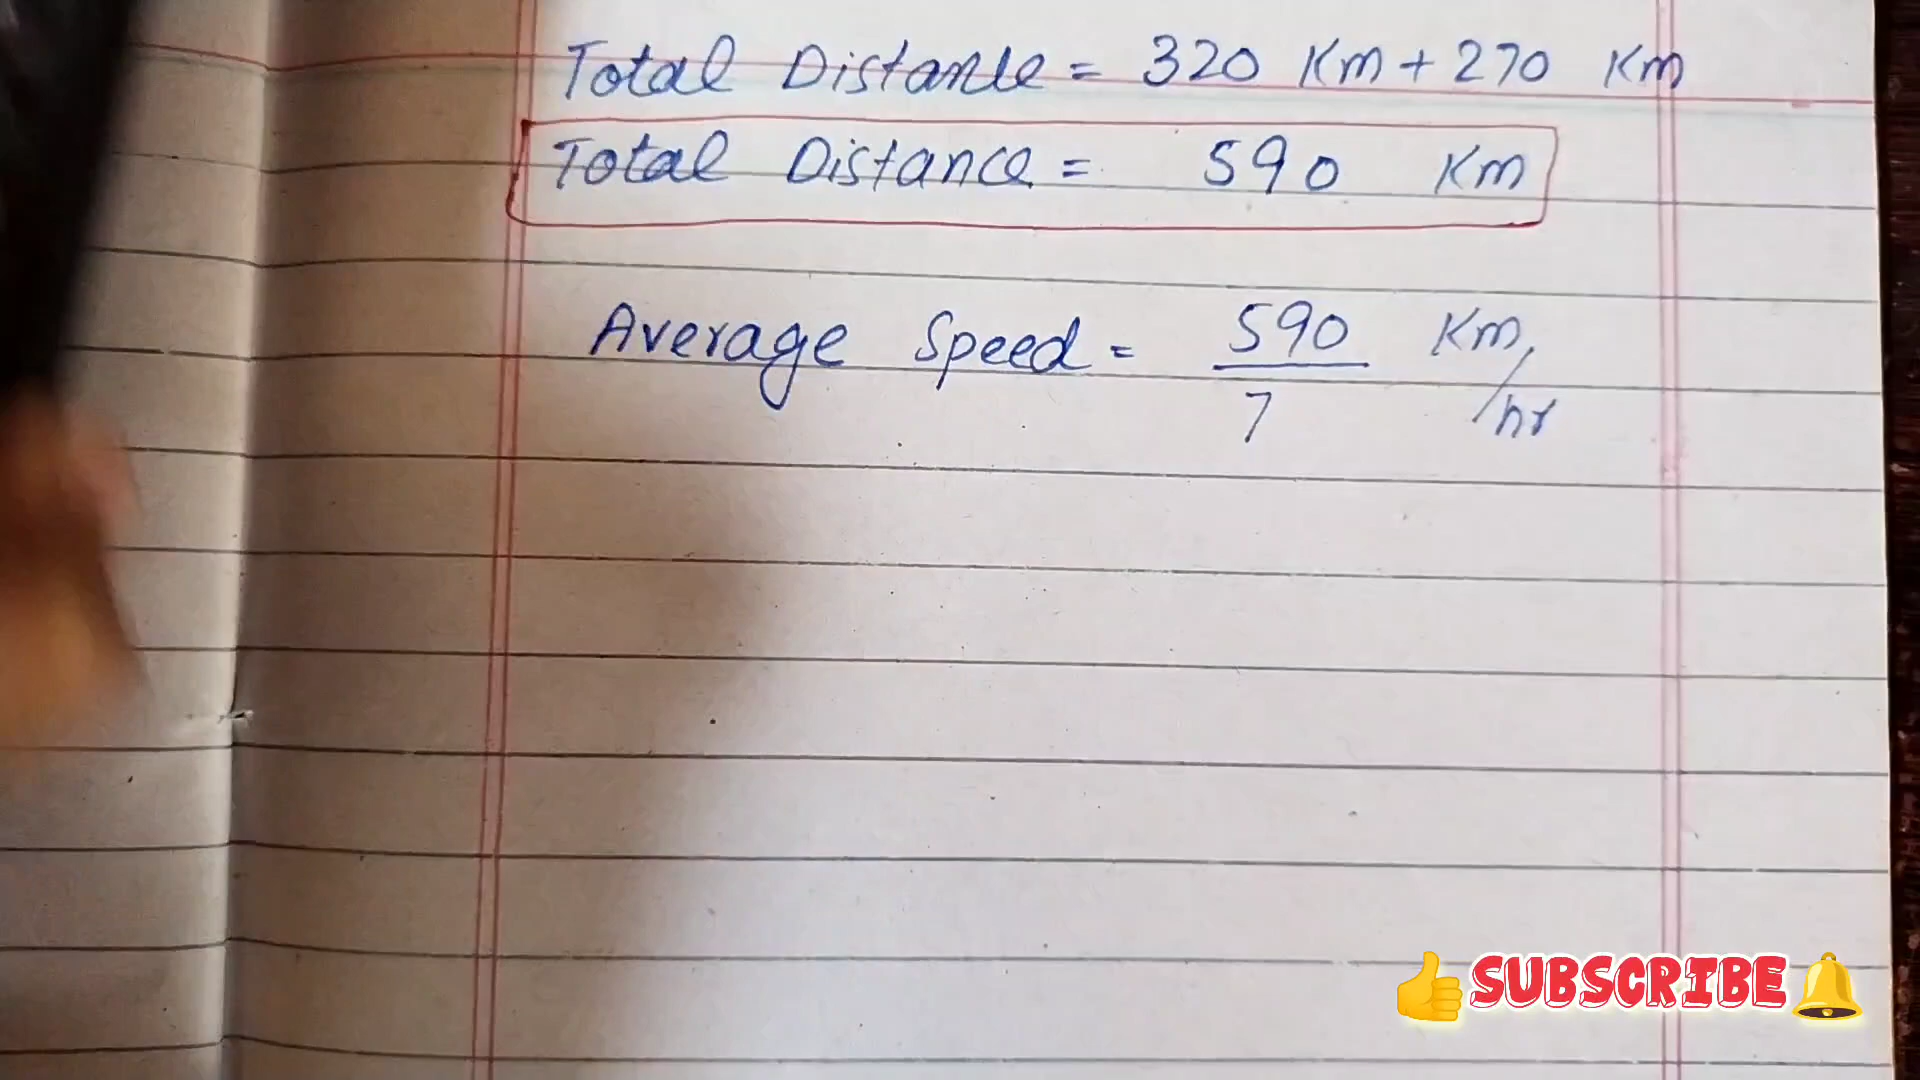 Total Distance = 320 Km + 270 Km
Total Distance = 590 Km
Average Speed = 590/7 Km/hr
SUBSCRIBE